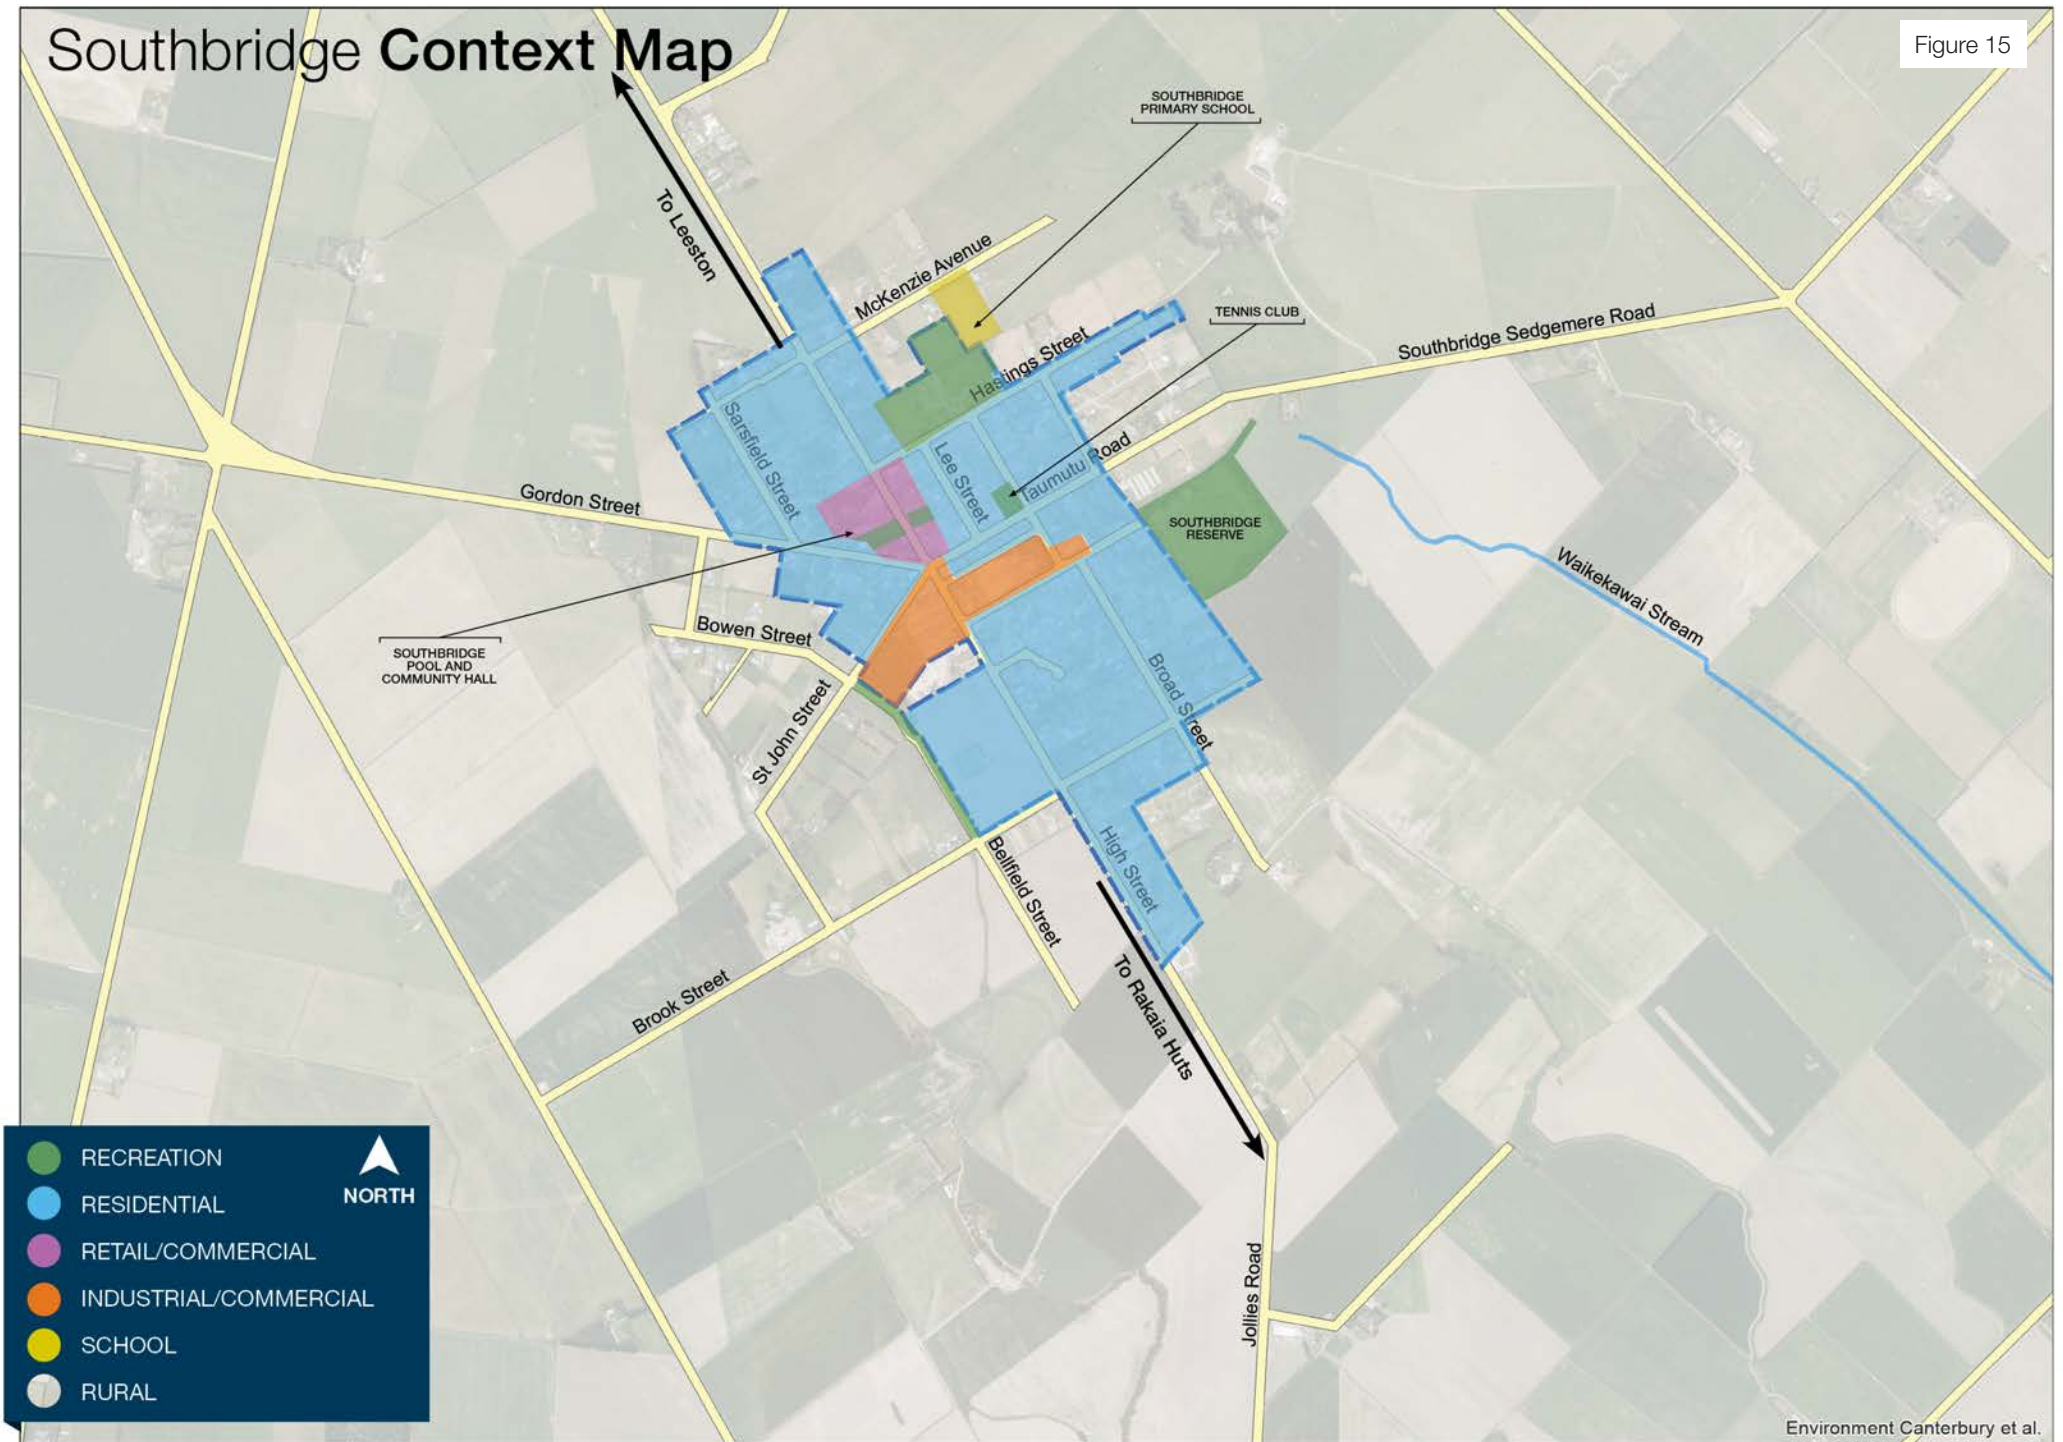 Southbridge Context Map
Figure 15
SOUTHBRIDGE
PRIMARY SCHOOL
To Leeston
McKenzie Avenue
TENNIS CLUB
Southbridge Sedgemere Road
Hastings Street
Sarsfield Street
Lee Street
Taumutu Road
Gordon Street
SOUTHBRIDGE
RESERVE
Waikekawai Stream
Bowen Street
SOUTHBRIDGE
POOL AND
COMMUNITY HALL
Broad Street
St John Street
High Street
Bellfield Street
Brook Street
To Rakaia Huts
Jollies Road
RECREATION
RESIDENTIAL
RETAIL/COMMERCIAL
INDUSTRIAL/COMMERCIAL
SCHOOL
RURAL
NORTH
Environment Canterbury et al.